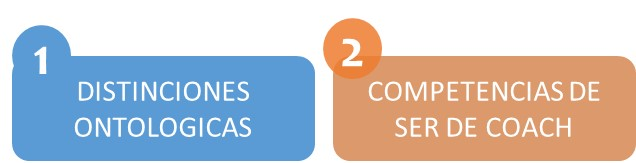 1
DISTINCIONES
ONTOLOGICAS
2
COMPETENCIAS DE
SER DE COACH